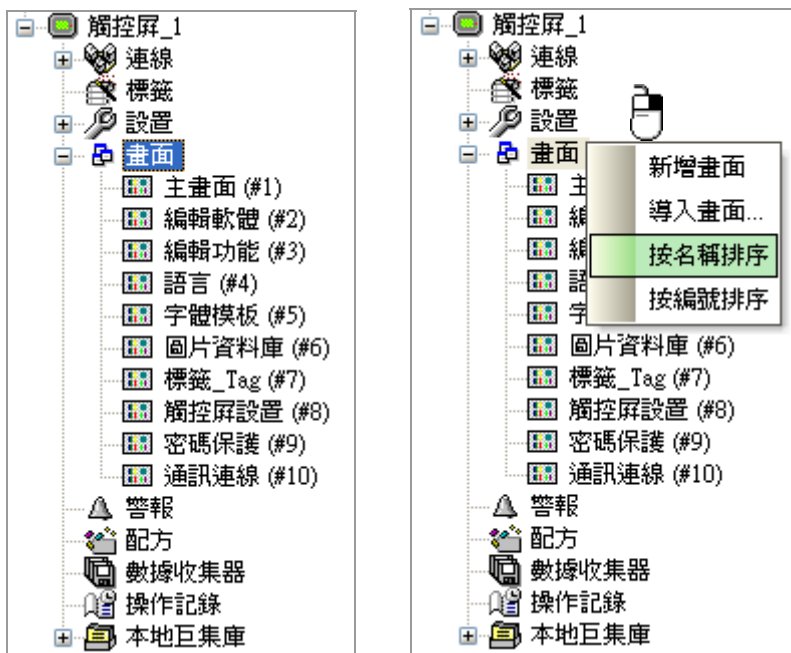 觸控屏_1
連線
標籤
設置
畫面
主畫面 (#1)
編輯軟體 (#2)
編輯功能 (#3)
語言 (#4)
字體模板 (#5)
圖片資料庫 (#6)
標籤_Tag (#7)
觸控屏設置 (#8)
密碼保護 (#9)
通訊連線 (#10)
警報
配方
數據收集器
操作記錄
本地巨集庫
觸控屏_1
連線
標籤
設置
畫面
主
編
編
語
字
圖片資料庫 (#6)
標籤_Tag (#7)
觸控屏設置 (#8)
密碼保護 (#9)
通訊連線 (#10)
警報
配方
數據收集器
操作記錄
本地巨集庫
新增畫面
導入畫面...
按名稱排序
按編號排序